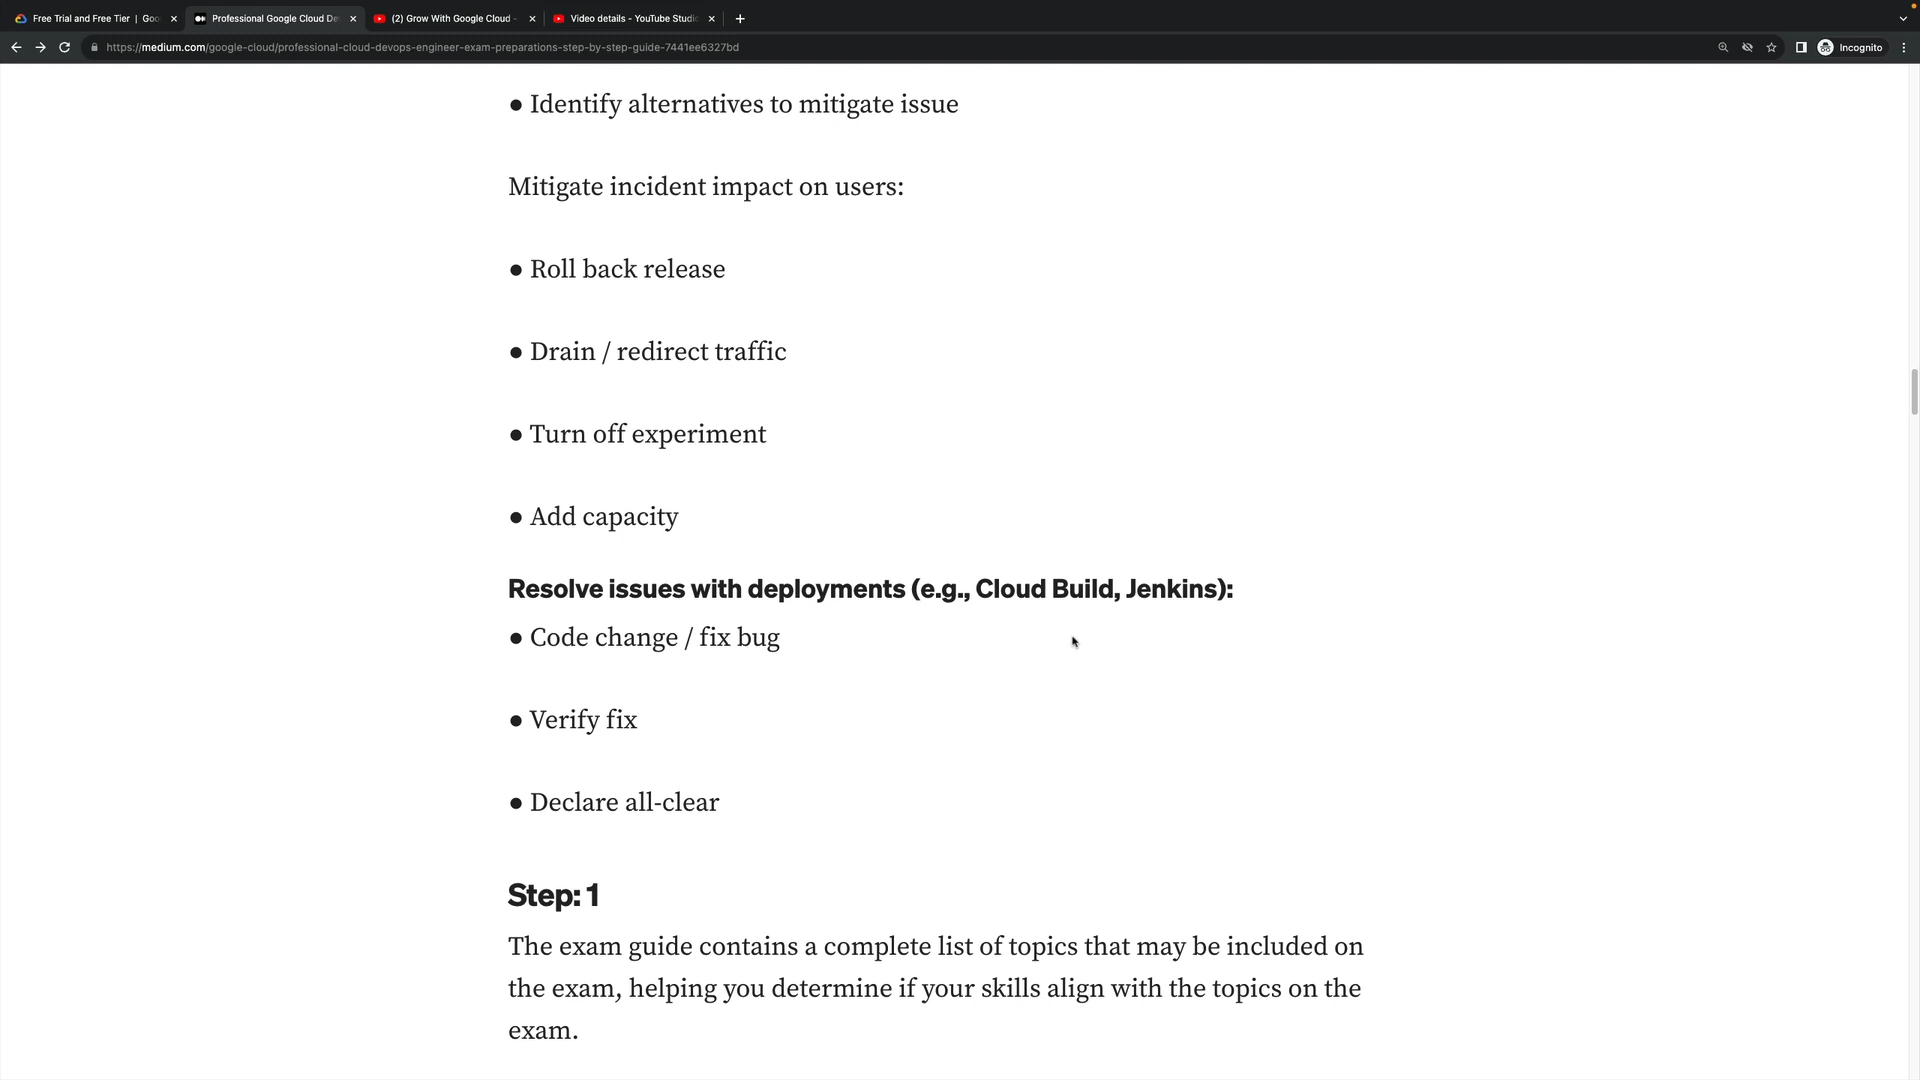 Free Trial and Free Tier | Goo
Professional Google Cloud De
(2) Grow With Google Cloud -
Video details - YouTube Studio
https://medium.com/google-cloud/professional-cloud-devops-engineer-exam-preparations-step-by-step-guide-7441ee6327bd
Incognito
● Identify alternatives to mitigate issue
Mitigate incident impact on users:
● Roll back release
● Drain / redirect traffic
● Turn off experiment
● Add capacity
Resolve issues with deployments (e.g., Cloud Build, Jenkins):
● Code change / fix bug
● Verify fix
● Declare all-clear
Step: 1
The exam guide contains a complete list of topics that may be included on
the exam, helping you determine if your skills align with the topics on the
exam.